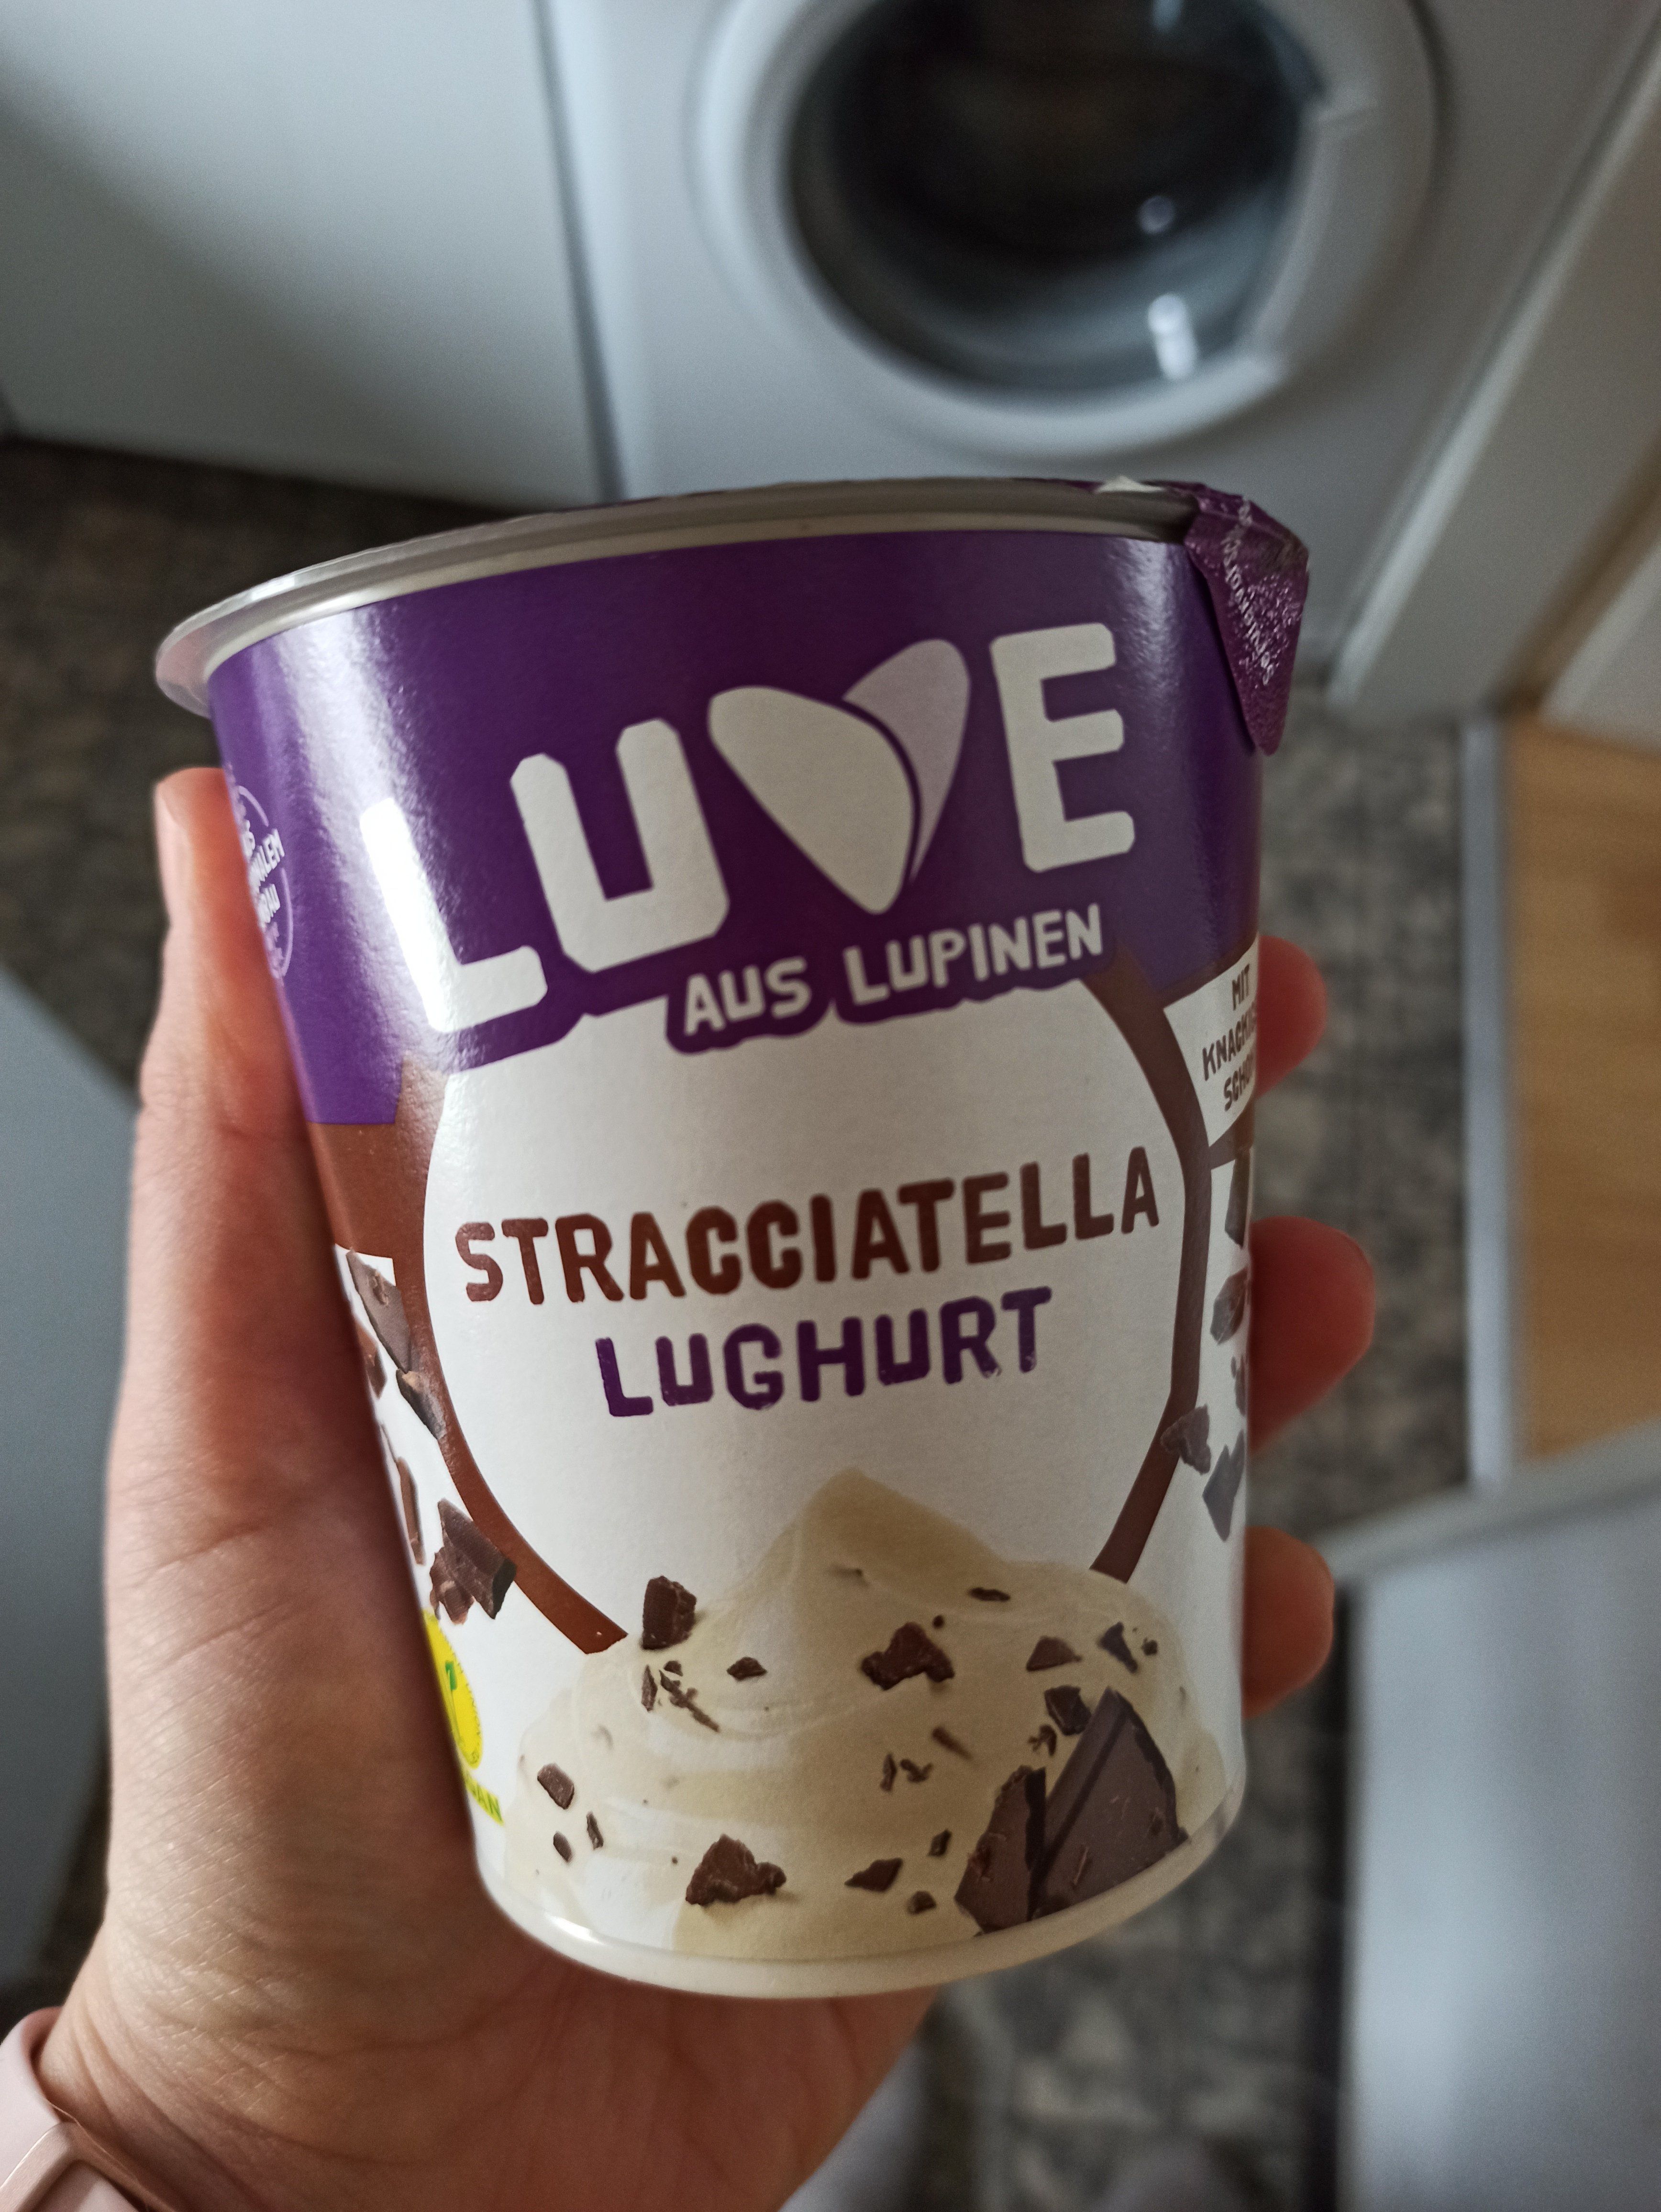 LUVE
AUS LUPINEN
MIT
STRACCIATELLA
LUGHURT